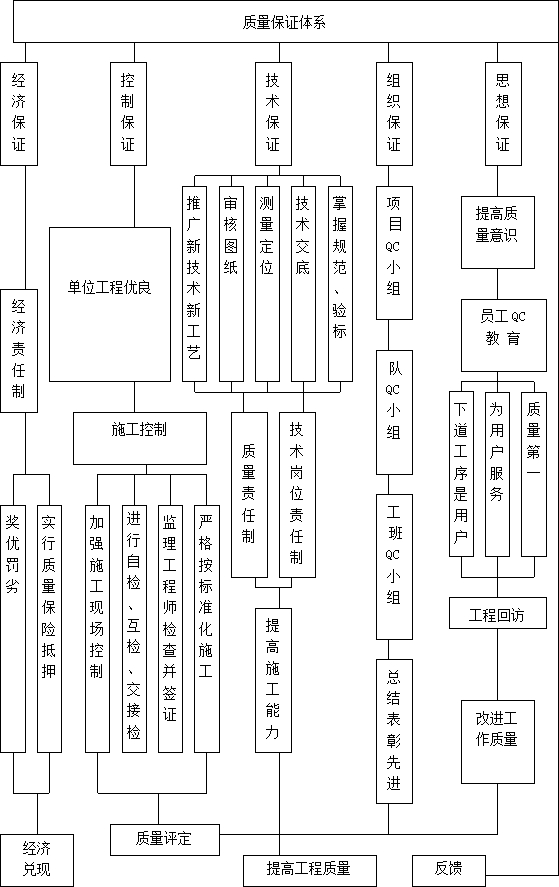 质量保证体系
经济保证
控制保证
技术保证
组织保证
思想保证
推广新技术新工艺
审核图纸
测量定位
技术交底
掌握规范、验标
项目QC小组
提高质
量意识
单位工程优良
经济责任制
员工QC
教 育
队QC小组
施工控制
质量责任制
技术岗位责任制
下道工序是用户
为用户服务
质量第一
奖优罚劣
实行质量保险抵押
加强施工现场控制
进行自检、互检、交接检
监理工程师检查并签证
严格按标准化施工
工班QC小组
工程回访
提高施工能力
总结表彰先进
改进工
作质量
经济
兑现
质量评定
提高工程质量
反馈